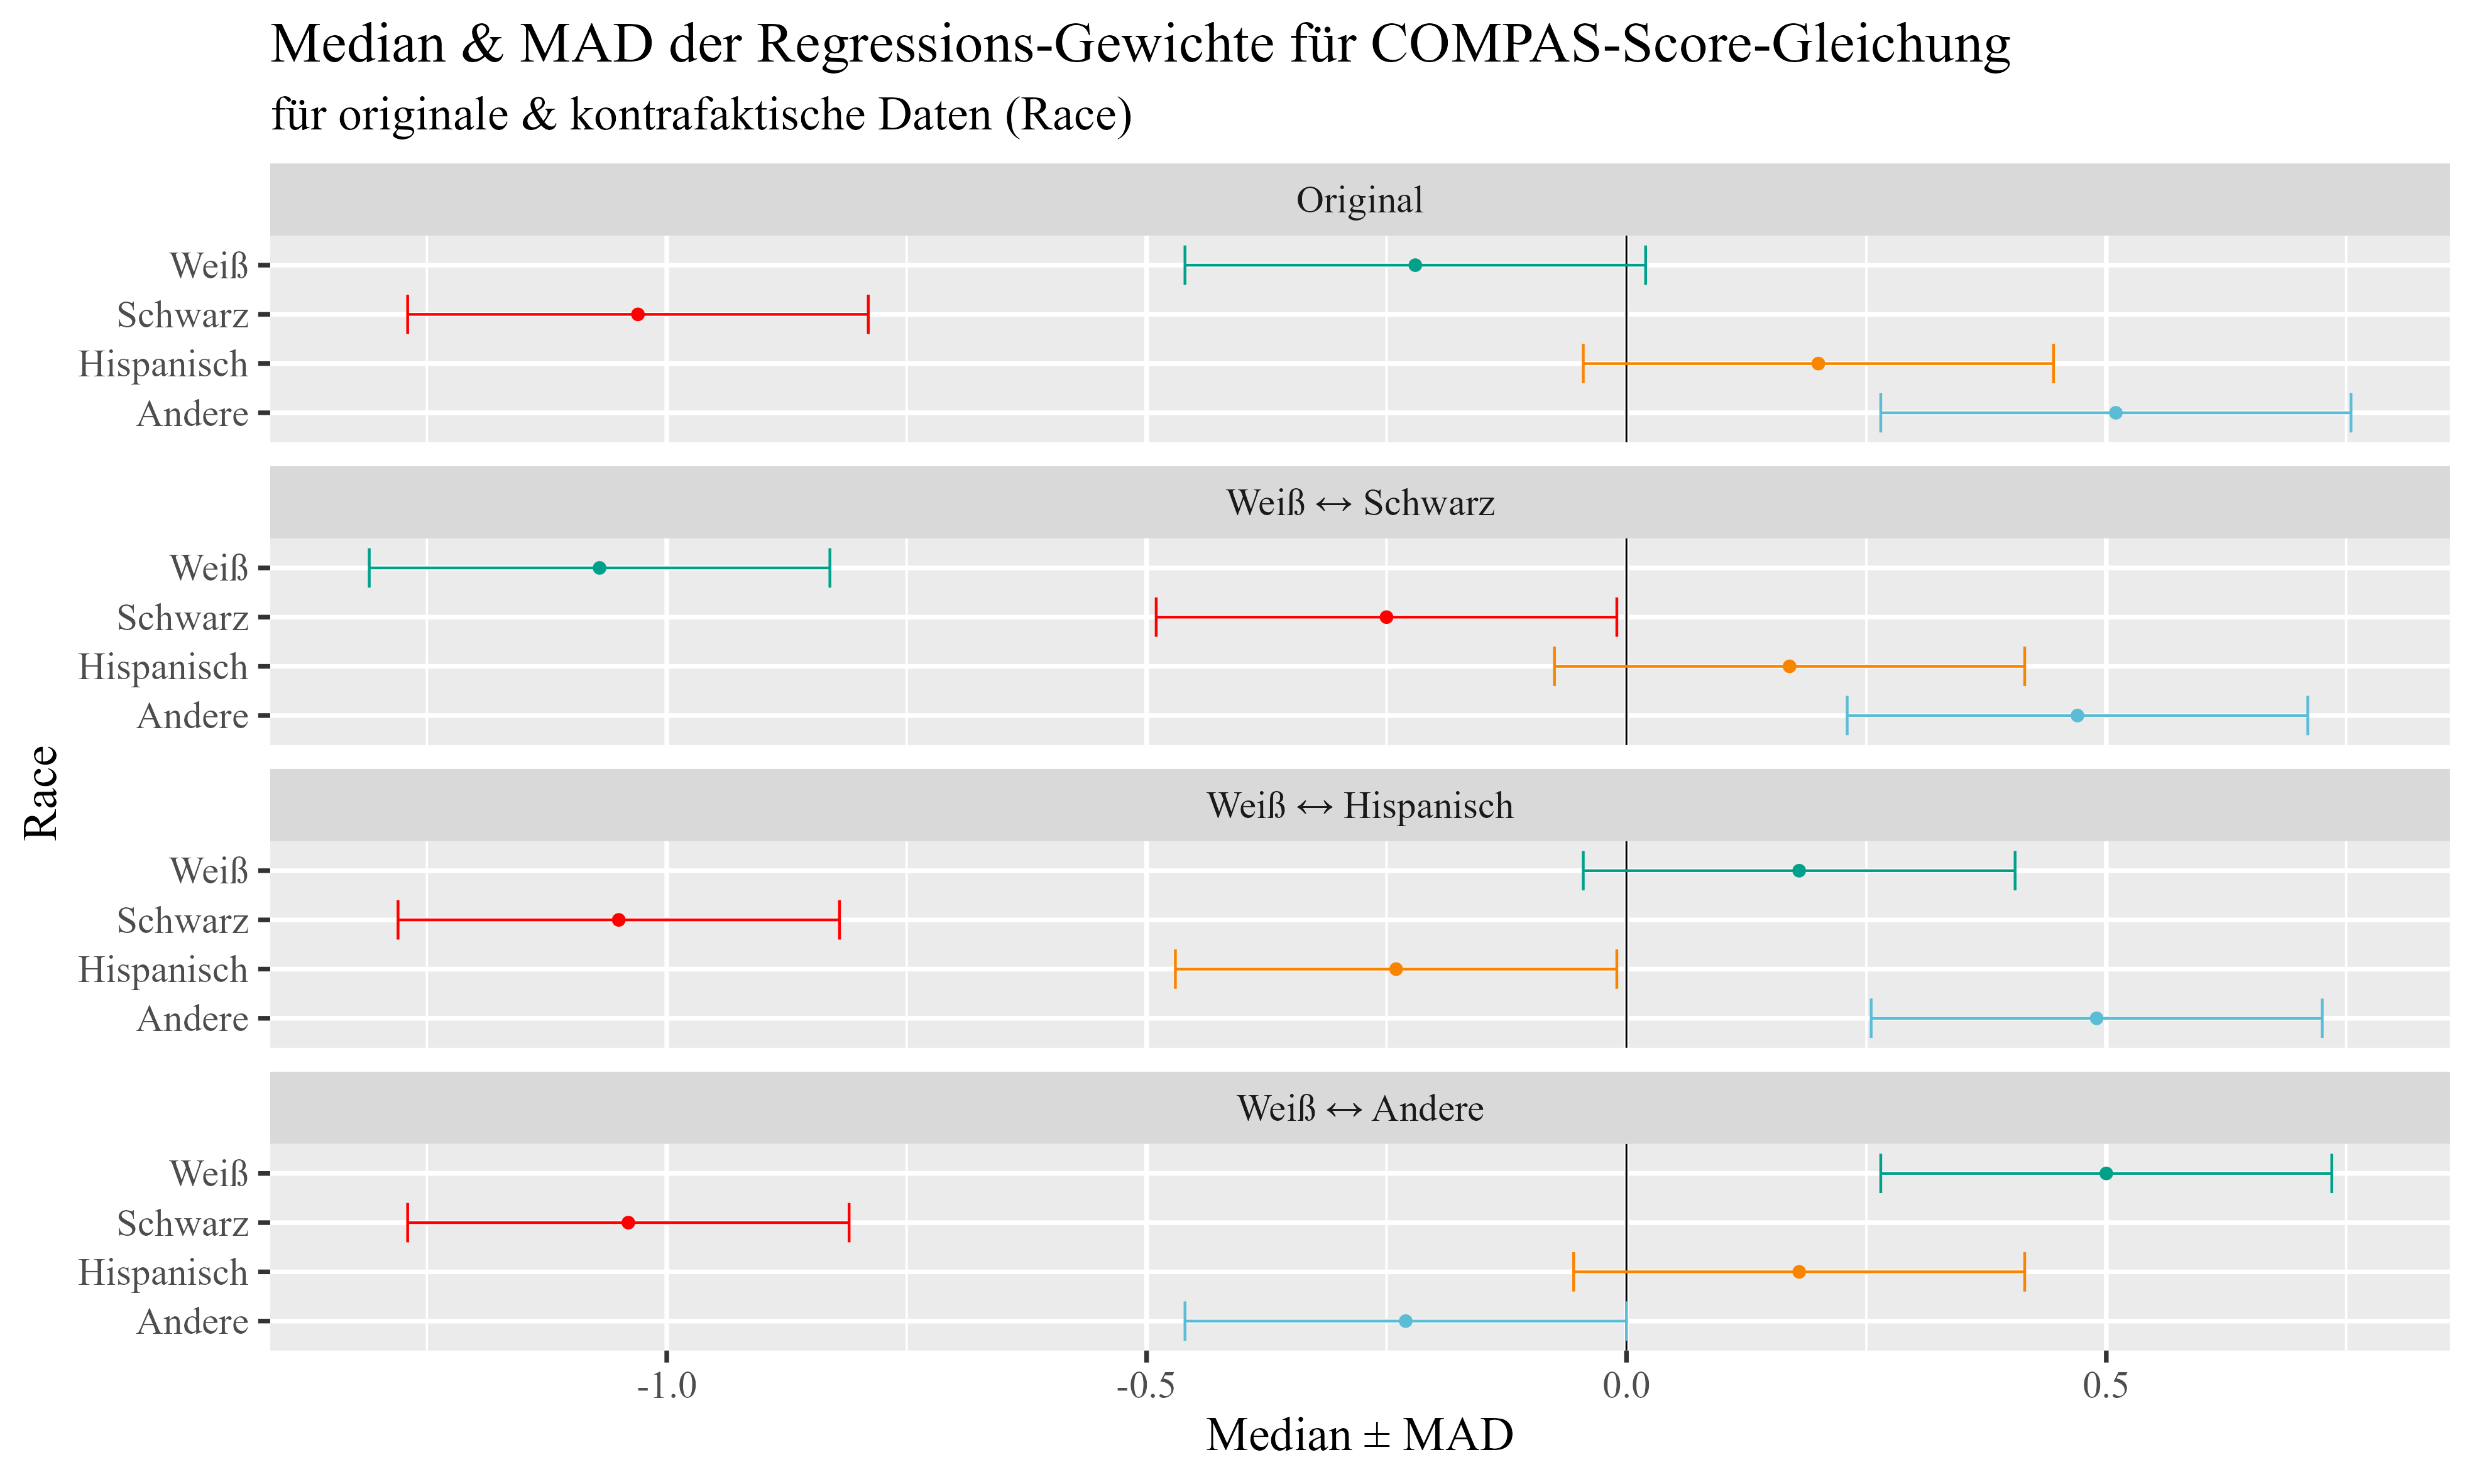 Median & MAD der Regressions-Gewichte für COMPAS-Score-Gleichung
für originale & kontrafaktische Daten (Race)
Original
Weiß
Schwarz
Hispanisch
Andere
Weiß ↔ Schwarz
Weiß
Schwarz
Hispanisch
Andere
Race
Weiß ↔ Hispanisch
Weiß
Schwarz
Hispanisch
Andere
Weiß ↔ Andere
Weiß
Schwarz
Hispanisch
Andere
-1.0 -0.5 0.0 0.5
Median ± MAD